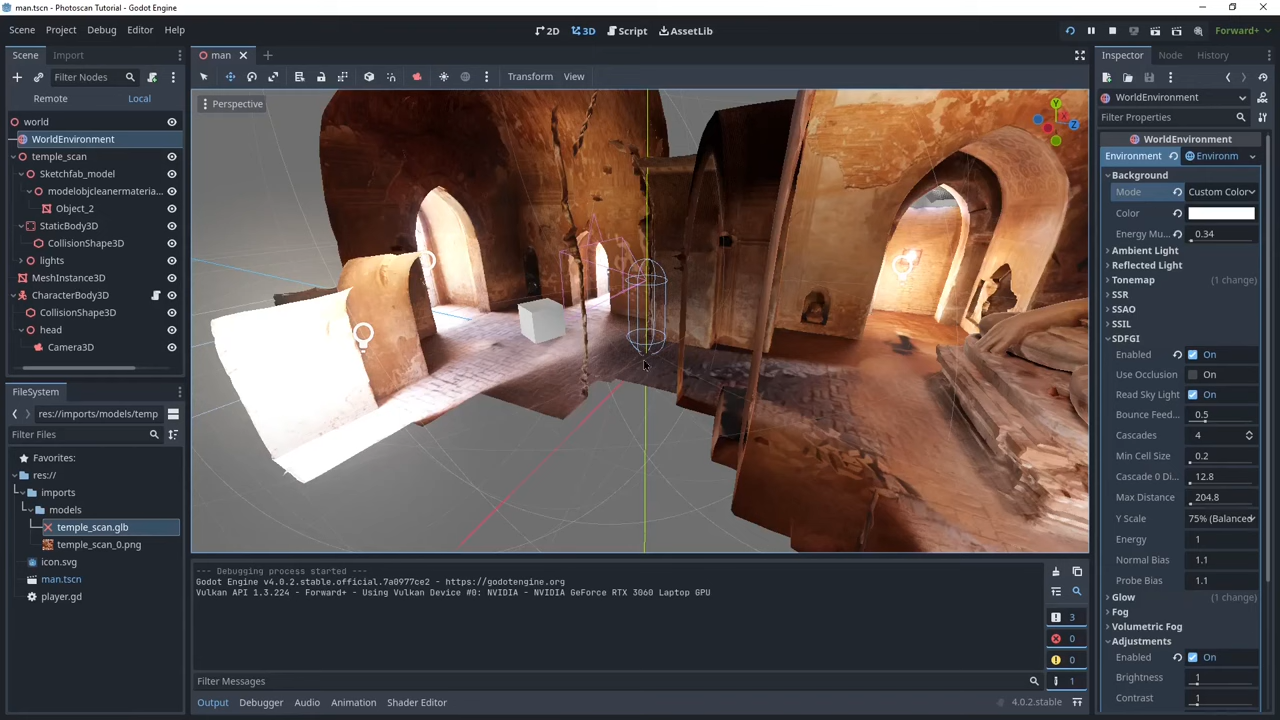 man.tscn - Photoscan Tutorial - Godot Engine
Scene Project Debug Editor Help
2D 3D Script AssetLib
Forward+
Scene Import
man
Inspector Node History
Filter Nodes
Transform View
Remote Local
Perspective
WorldEnvironment
Filter Properties
world
WorldEnvironment
temple_scan
Sketchfab_model
modelobjcleanermateria...
Object_2
StaticBody3D
CollisionShape3D
lights
MeshInstance3D
CharacterBody3D
CollisionShape3D
head
Camera3D
FileSystem
res://imports/models/temp
Filter Files
Favorites:
res://
imports
models
temple_scan.glb
temple_scan_0.png
icon.svg
man.tscn
player.gd
Y
X
Z
WorldEnvironment
Environment Environm
Background
Mode Custom Color
Color
Energy Mu... 0.34
Ambient Light
Reflected Light
Tonemap (1 change)
SSR
SSAO
SSIL
SDFGI
Enabled On
Use Occlusion On
Read Sky Light On
Bounce Feed... 0.5
Cascades 4
Min Cell Size 0.2
Cascade 0 Di... 12.8
Max Distance 204.8
Y Scale 75% (Balanced
Energy 1
Normal Bias 1.1
Probe Bias 1.1
Glow (1 change)
Fog
Volumetric Fog
Adjustments
Enabled On
Brightness 1
Contrast 1
--- Debugging process started ---
Godot Engine v4.0.2.stable.official.7a0977ce2 - https://godotengine.org
Vulkan API 1.3.224 - Forward+ - Using Vulkan Device #0: NVIDIA - NVIDIA GeForce RTX 3060 Laptop GPU
3
0
0
1
Filter Messages
Output Debugger Audio Animation Shader Editor
4.0.2.stable